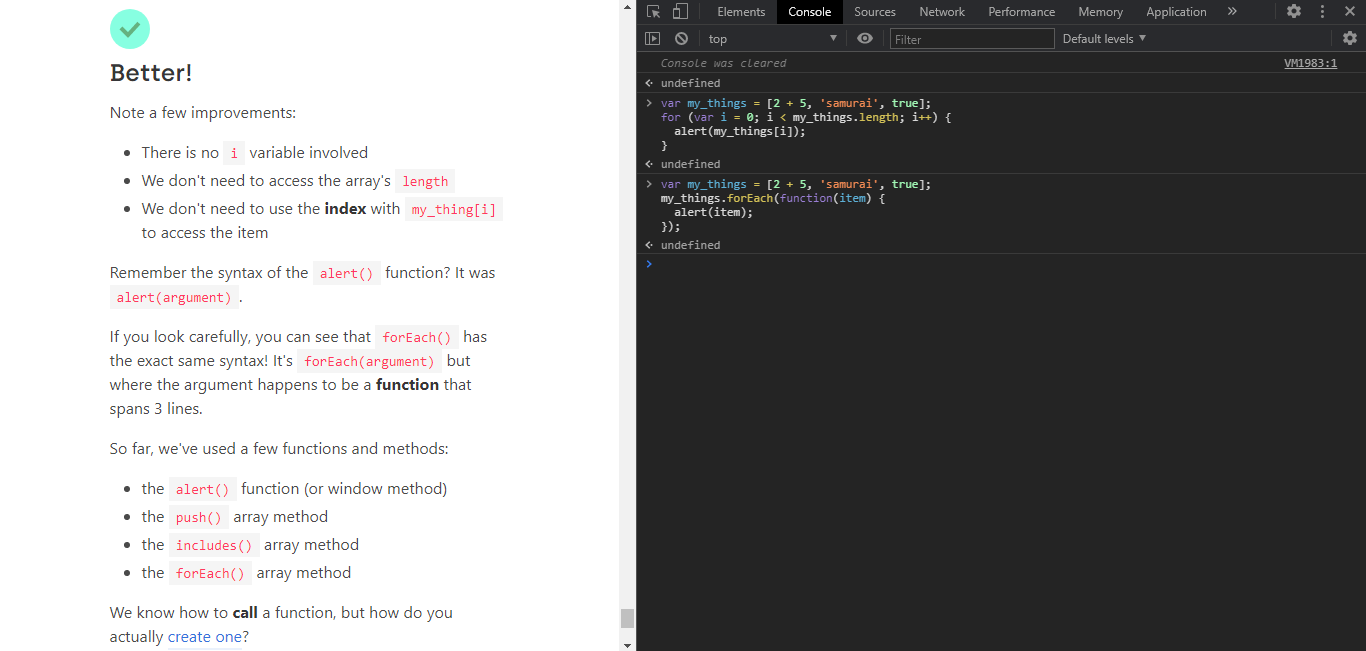 Better!
Note a few improvements:
There is no i variable involved
We don't need to access the array's length
We don't need to use the index with my_thing[i]
to access the item
Remember the syntax of the alert() function? It was
alert(argument) .
If you look carefully, you can see that forEach() has
the exact same syntax! It's forEach(argument) but
where the argument happens to be a function that
spans 3 lines.
So far, we've used a few functions and methods:
the alert() function (or window method)
the push() array method
the includes() array method
the forEach() array method
We know how to call a function, but how do you
actually create one?
Elements Console Sources Network Performance Memory Application
top Filter Default levels
Console was cleared VM1983:1
undefined
var my_things = [2 + 5, 'samurai', true];
for (var i = 0; i < my_things.length; i++) {
alert(my_things[i]);
}
undefined
var my_things = [2 + 5, 'samurai', true];
my_things.forEach(function(item) {
alert(item);
});
undefined